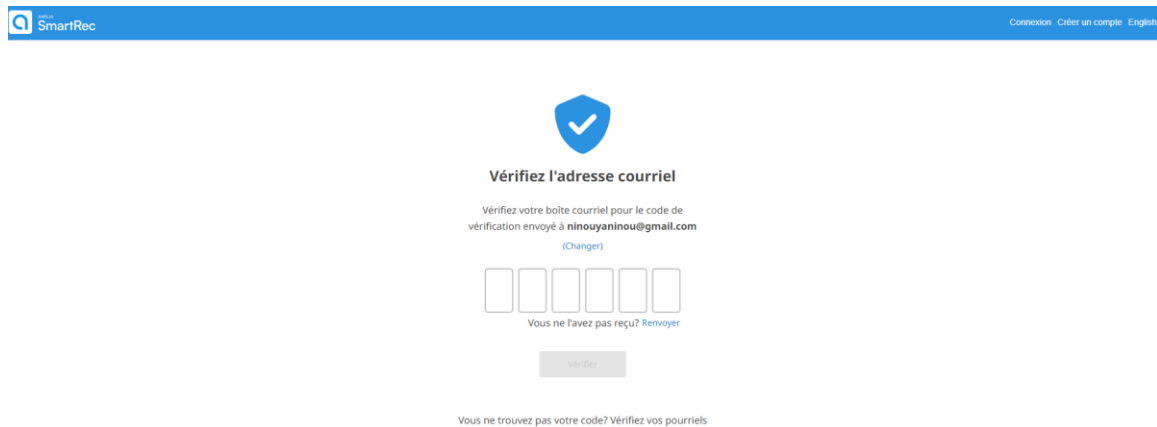 AMILIA
SmartRec
Connexion Créer un compte English
Vérifiez l'adresse courriel
Vérifiez votre boîte courriel pour le code de
vérification envoyé à ninouyaninou@gmail.com
(Changer)
Vous ne l'avez pas reçu? Renvoyer
Vérifier
Vous ne trouvez pas votre code? Vérifiez vos pourriels